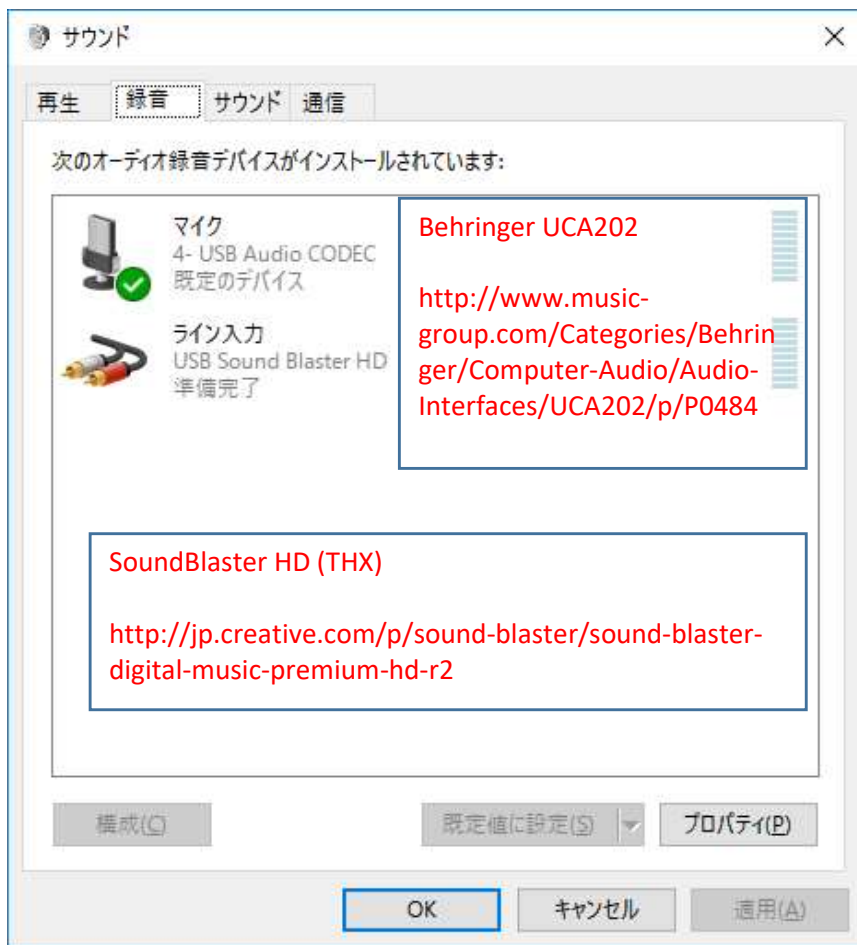 サウンド
再生 録音 サウンド 通信
次のオーディオ録音デバイスがインストールされています:
マイク
4- USB Audio CODEC
既定のデバイス
Behringer UCA202
http://www.music-
group.com/Categories/Behrin
ger/Computer-Audio/Audio-
Interfaces/UCA202/p/P0484
ライン入力
USB Sound Blaster HD
準備完了
SoundBlaster HD (THX)
http://jp.creative.com/p/sound-blaster/sound-blaster-
digital-music-premium-hd-r2
構成(C) 既定値に設定(S) プロパティ(P)
OK キャンセル 適用(A)